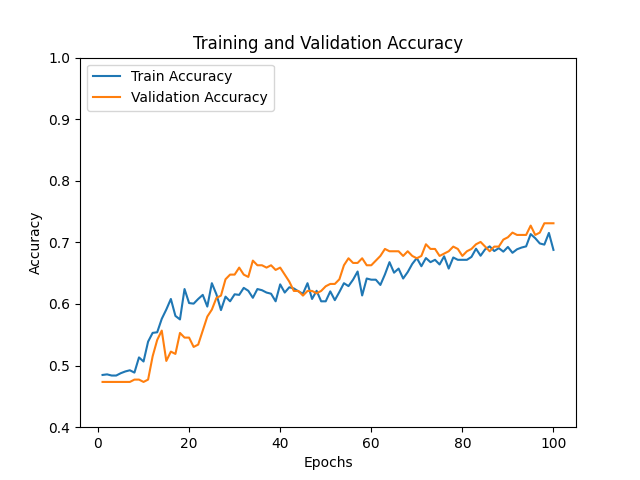 Training and Validation Accuracy
1.0
Train Accuracy
Validation Accuracy
0.9
0.8
0.7
0.6
0.5
0.4
Accuracy
0 20 40 60 80 100
Epochs